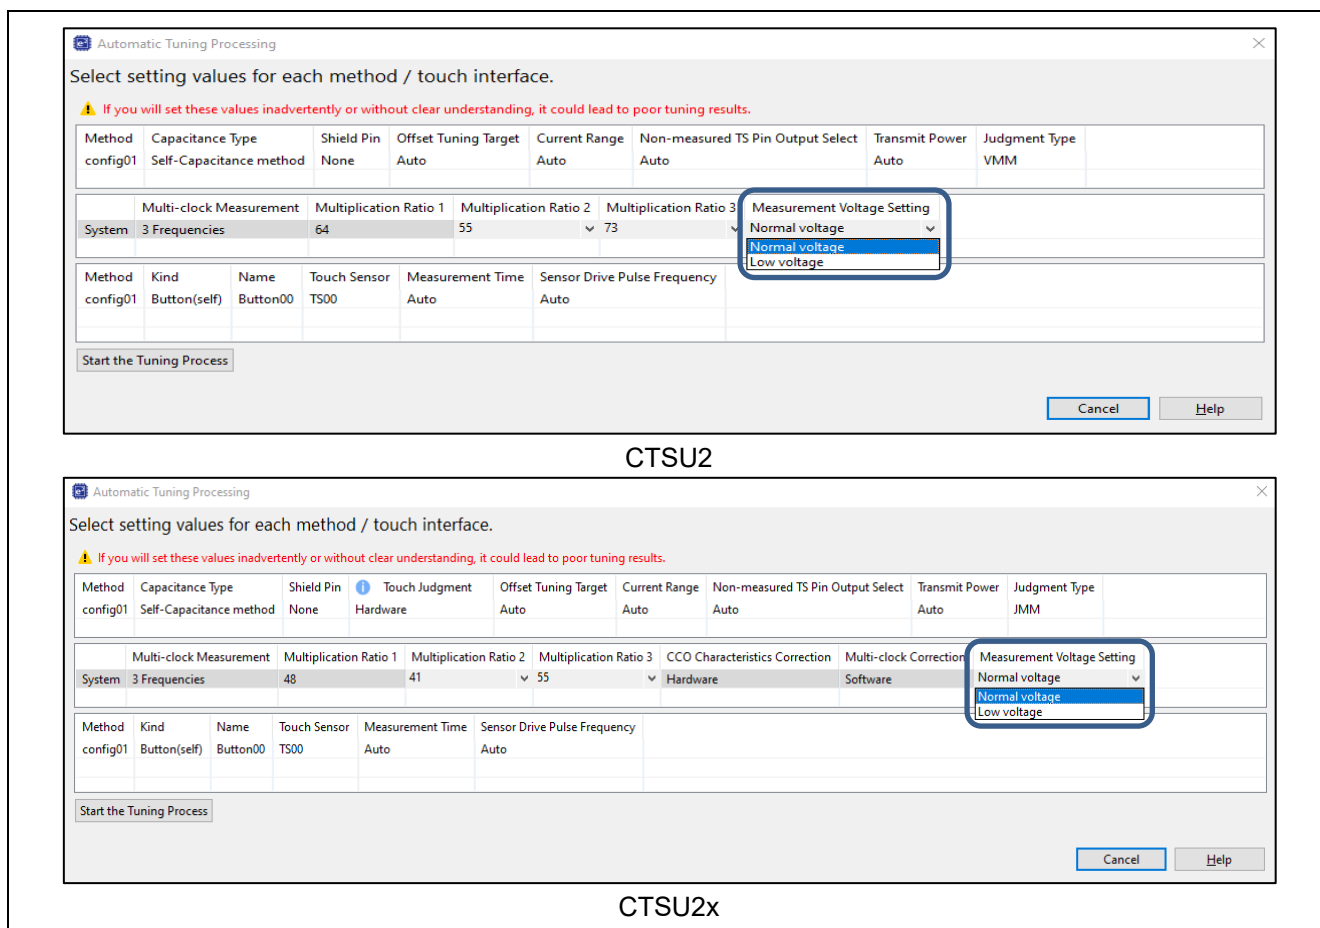 Automatic Tuning Processing
Select setting values for each method / touch interface.
If you will set these values inadvertently or without clear understanding, it could lead to poor tuning results.
Method Capacitance Type Shield Pin Offset Tuning Target Current Range Non-measured TS Pin Output Select Transmit Power Judgment Type
config01 Self-Capacitance method None Auto Auto Auto Auto VMM
Multi-clock Measurement Multiplication Ratio 1 Multiplication Ratio 2 Multiplication Ratio 3 Measurement Voltage Setting
System 3 Frequencies 64 55 73 Normal voltage
Normal voltage
Low voltage
Method Kind Name Touch Sensor Measurement Time Sensor Drive Pulse Frequency
config01 Button(self) Button00 TS00 Auto Auto
Start the Tuning Process
Cancel Help
CTSU2
Automatic Tuning Processing
Select setting values for each method / touch interface.
If you will set these values inadvertently or without clear understanding, it could lead to poor tuning results.
Method Capacitance Type Shield Pin Touch Judgment Offset Tuning Target Current Range Non-measured TS Pin Output Select Transmit Power Judgment Type
config01 Self-Capacitance method None Hardware Auto Auto Auto Auto JMM
Multi-clock Measurement Multiplication Ratio 1 Multiplication Ratio 2 Multiplication Ratio 3 CCO Characteristics Correction Multi-clock Correction Measurement Voltage Setting
System 3 Frequencies 48 41 55 Hardware Software Normal voltage
Normal voltage
Low voltage
Method Kind Name Touch Sensor Measurement Time Sensor Drive Pulse Frequency
config01 Button(self) Button00 TS00 Auto Auto
Start the Tuning Process
Cancel Help
CTSU2x